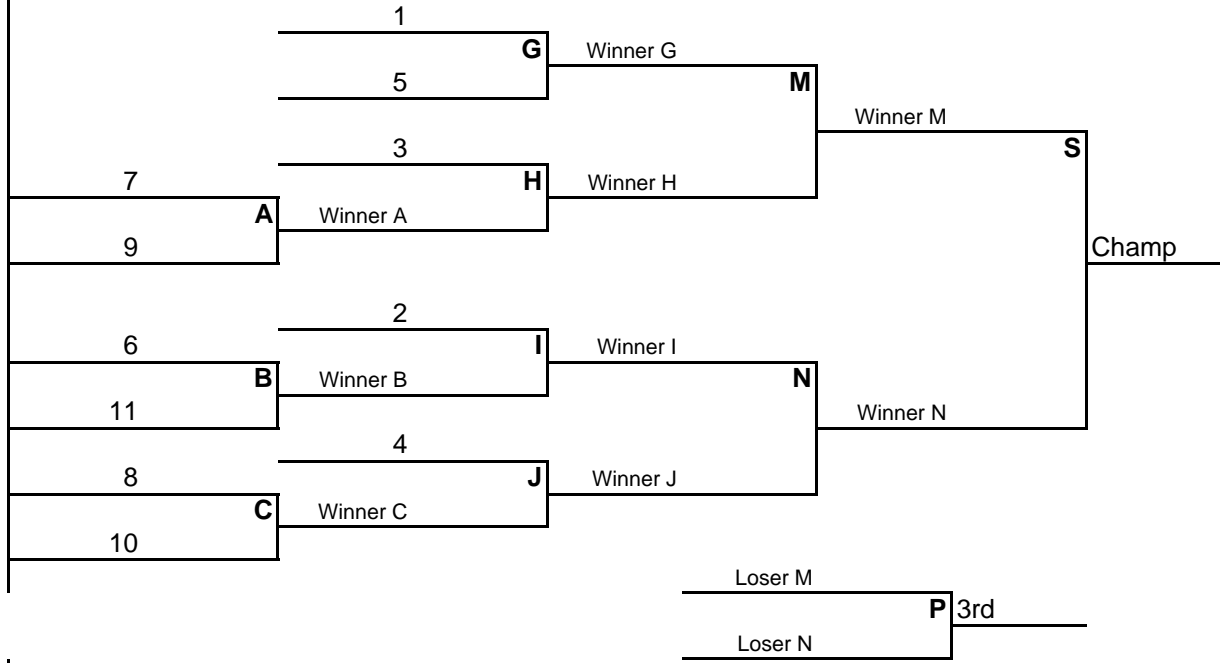 1
G Winner G
5 M
Winner M
3 S
7 H Winner H
A Winner A
9 Champ
2
6 I Winner I
B Winner B N
11 Winner N
4
8 J Winner J
C Winner C
10
Loser M
P 3rd
Loser N